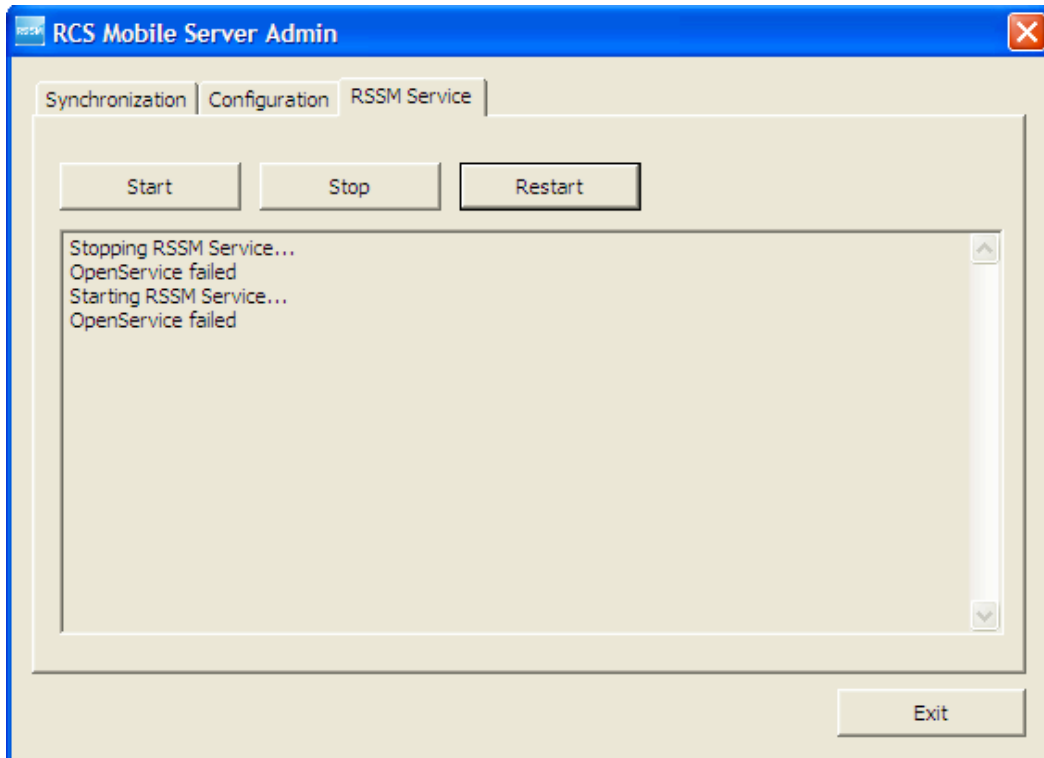 RSSM RCS Mobile Server Admin
Synchronization Configuration RSSM Service
Start Stop Restart
Stopping RSSM Service...
OpenService failed
Starting RSSM Service...
OpenService failed
Exit